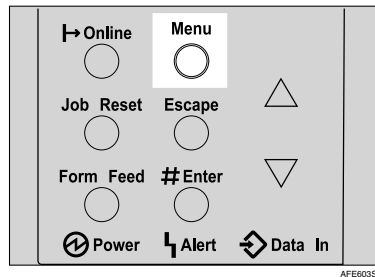 Online Menu
Job Reset Escape
Form Feed # Enter
Power Alert Data In
AFE603S